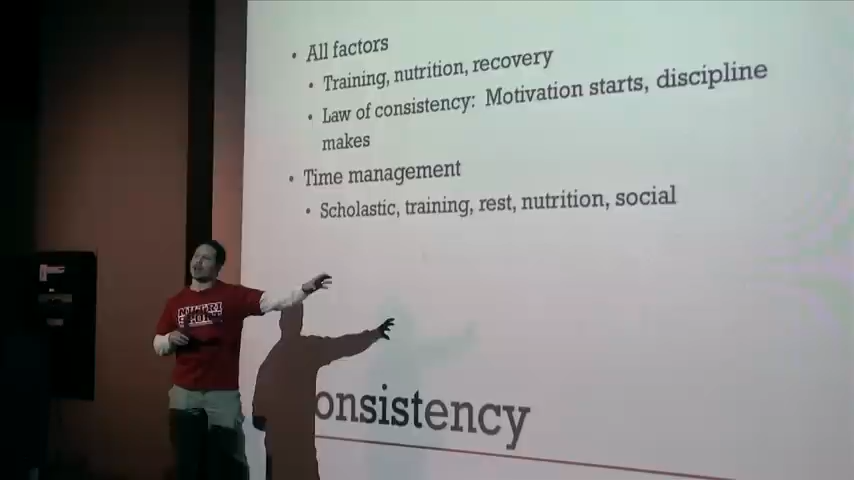 All factors
Training, nutrition, recovery
Law of consistency: Motivation starts, discipline
makes
Time management
Scholastic, training, rest, nutrition, social
onsistency